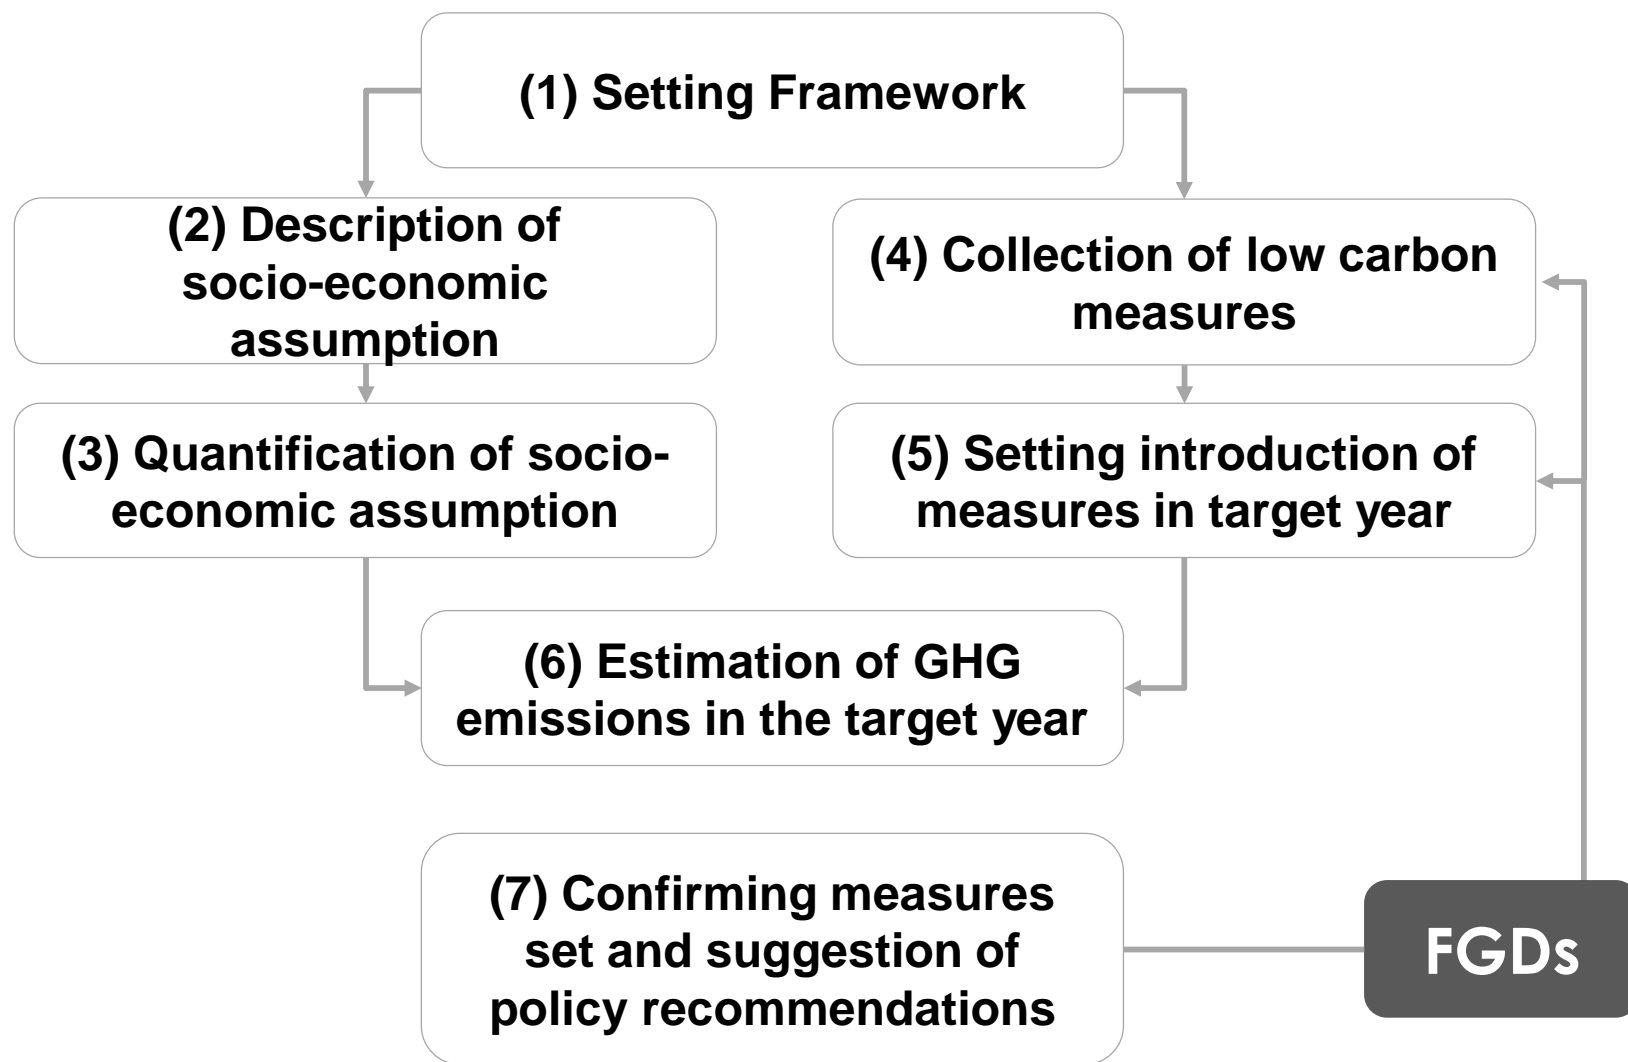 (1) Setting Framework
(2) Description of
socio-economic
assumption
(4) Collection of low carbon
measures
(3) Quantification of socio-
economic assumption
(5) Setting introduction of
measures in target year
(6) Estimation of GHG
emissions in the target year
(7) Confirming measures
set and suggestion of
policy recommendations
FGDs